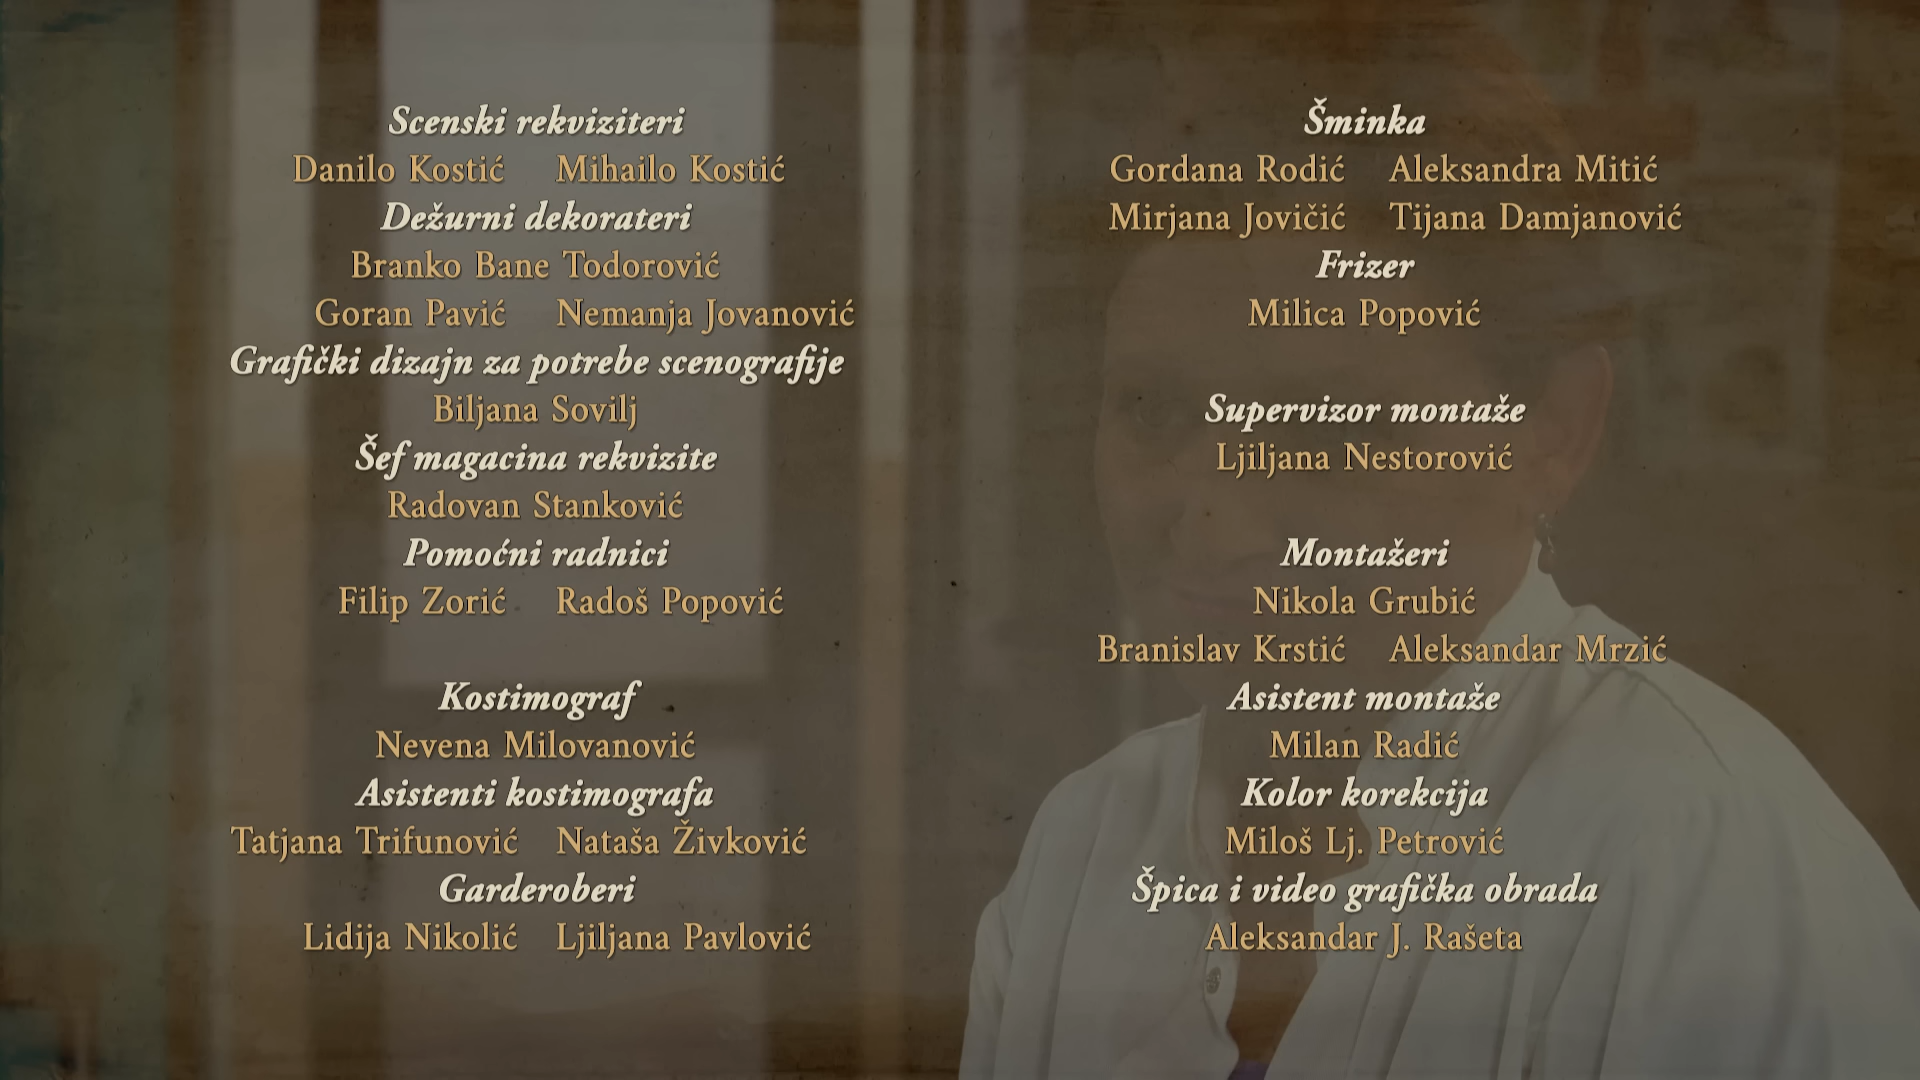 Scenski rekviziteri
Danilo Kostić Mihailo Kostić
Dežurni dekorateri
Branko Bane Todorović
Goran Pavić Nemanja Jovanović
Grafički dizajn za potrebe scenografije
Biljana Sovilj
Šef magacina rekvizite
Radovan Stanković
Pomoćni radnici
Filip Zorić Radoš Popović
Kostimograf
Nevena Milovanović
Asistenti kostimografa
Tatjana Trifunović Nataša Živković
Garderoberi
Lidija Nikolić Ljiljana Pavlović
Šminka
Gordana Rodić Aleksandra Mitić
Mirjana Jovičić Tijana Damjanović
Frizer
Milica Popović
Supervizor montaže
Ljiljana Nestorović
Montažeri
Nikola Grubić
Branislav Krstić Aleksandar Mrzić
Asistent montaže
Milan Radić
Kolor korekcija
Miloš Lj. Petrović
Špica i video grafička obrada
Aleksandar J. Rašeta